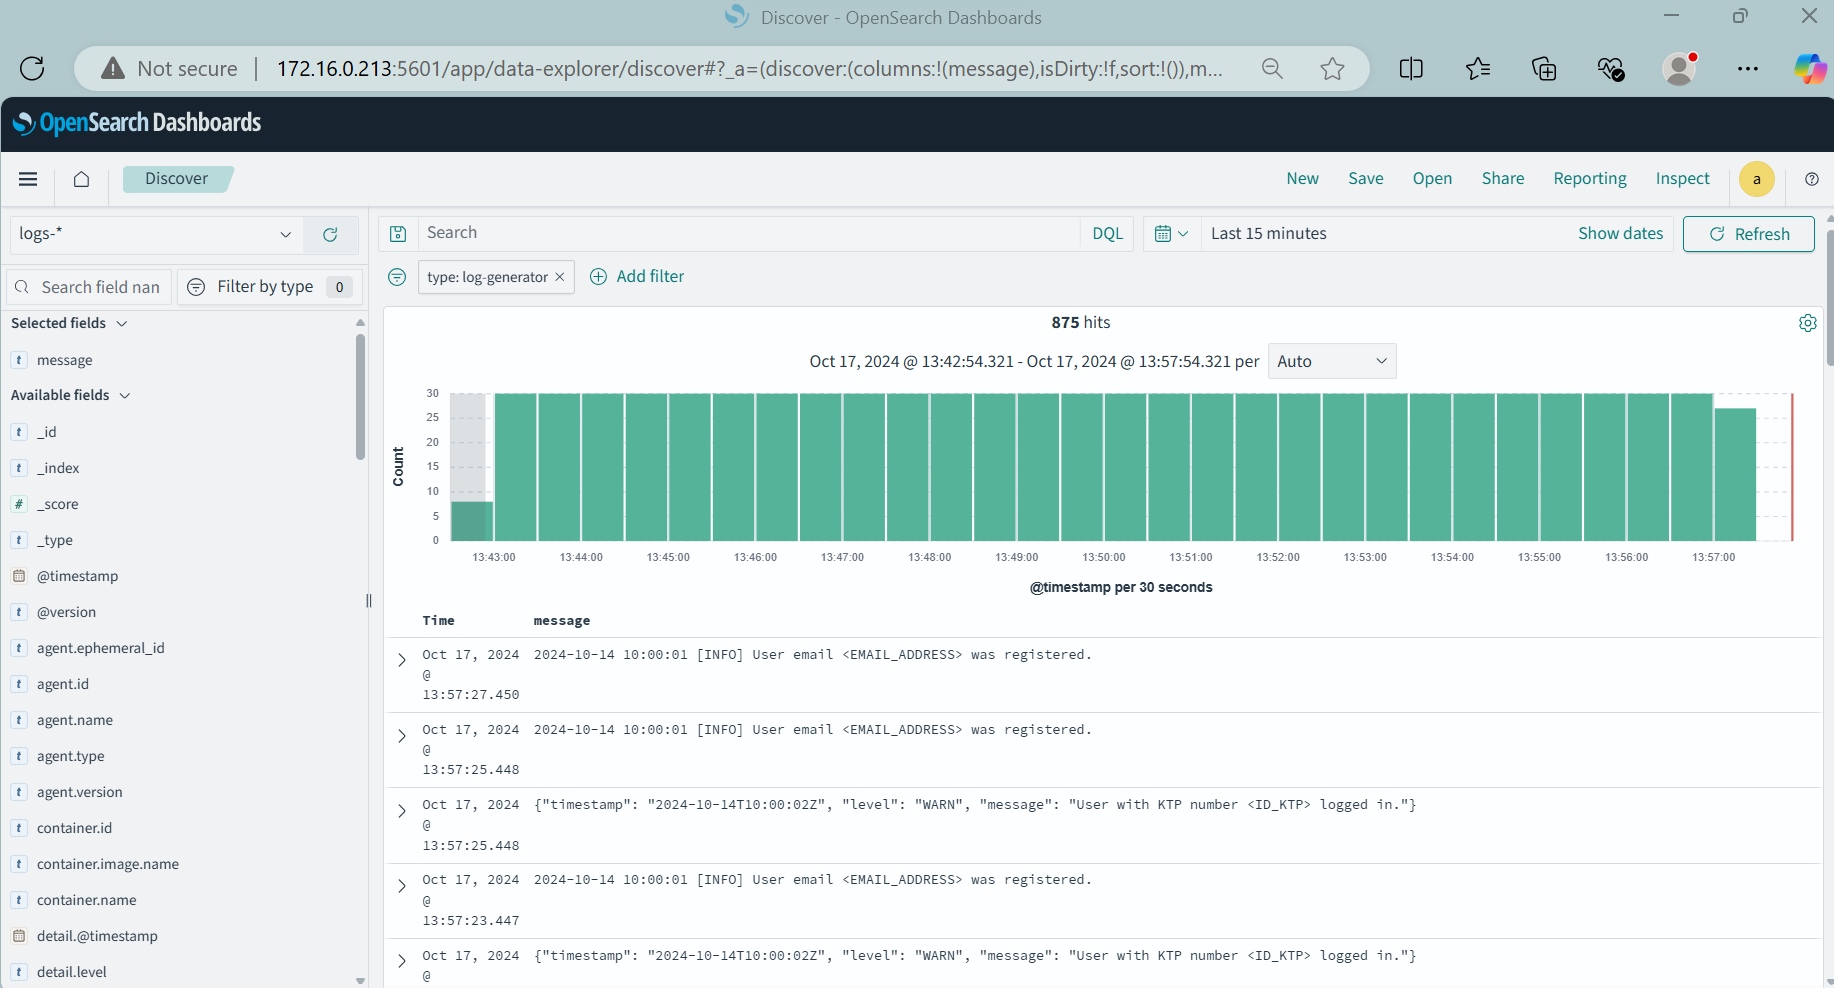 Discover - OpenSearch Dashboards
Not secure
172.16.0.213:5601/app/data-explorer/discover#?_a=(discover:(columns:!(message),isDirty:!f,sort:!()),m...
OpenSearch Dashboards
Discover
New Save Open Share Reporting Inspect a
logs-*
Search DQL
Last 15 minutes Show dates Refresh
Search field nan Filter by type 0
type: log-generator × Add filter
Selected fields
t message
Available fields
t _id
t _index
# _score
t _type
@timestamp
t @version
t agent.ephemeral_id
t agent.id
t agent.name
t agent.type
t agent.version
t container.id
t container.image.name
t container.name
detail.@timestamp
t detail.level
875 hits
Oct 17, 2024 @ 13:42:54.321 - Oct 17, 2024 @ 13:57:54.321 per Auto
Count
30
25
20
15
10
5
0
13:43:00 13:44:00 13:45:00 13:46:00 13:47:00 13:48:00 13:49:00 13:50:00 13:51:00 13:52:00 13:53:00 13:54:00 13:55:00 13:56:00 13:57:00
@timestamp per 30 seconds
Time message
Oct 17, 2024 2024-10-14 10:00:01 [INFO] User email <EMAIL_ADDRESS> was registered.
@
13:57:27.450
Oct 17, 2024 2024-10-14 10:00:01 [INFO] User email <EMAIL_ADDRESS> was registered.
@
13:57:25.448
Oct 17, 2024 {"timestamp": "2024-10-14T10:00:02Z", "level": "WARN", "message": "User with KTP number <ID_KTP> logged in."}
@
13:57:25.448
Oct 17, 2024 2024-10-14 10:00:01 [INFO] User email <EMAIL_ADDRESS> was registered.
@
13:57:23.447
Oct 17, 2024 {"timestamp": "2024-10-14T10:00:02Z", "level": "WARN", "message": "User with KTP number <ID_KTP> logged in."}
@